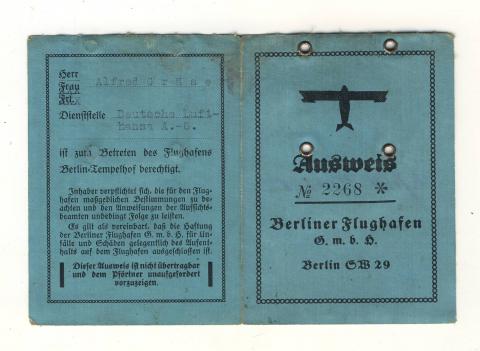 Herr
Frau
Frl.
Alfred
Dienststelle Deutsche Luft-
hansa A.-G.
ist zum Betreten des Flughafens
Berlin-Tempelhof berechtigt.
Inhaber verpflichtet sich, die für den Flug-
hafen maßgeblichen Bestimmungen zu be-
achten und den Anweisungen der Aufsichts-
beamten unbedingt Folge zu leisten.
Es gilt als vereinbart, daß die Haftung
der Berliner Flughafen G. m. b. H. für Un-
fälle und Schäden gelegentlich des Aufent-
halts auf dem Flughafen ausgeschlossen ist.
Dieser Ausweis ist nicht übertragbar
und dem Pförtner unaufgefordert
vorzuzeigen.
Ausweis
№ 2268 *
Berliner Flughafen
G. m. b. H.
Berlin SW 29